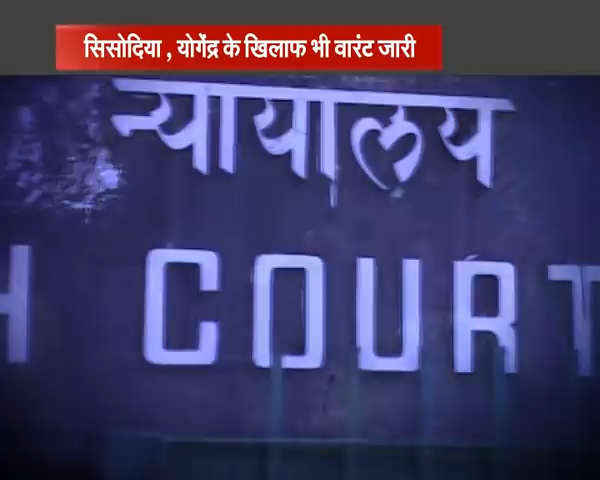 सिसोदिया , योगेंद्र के खिलाफ भी वारंट जारी
न्यायालय
H COURT